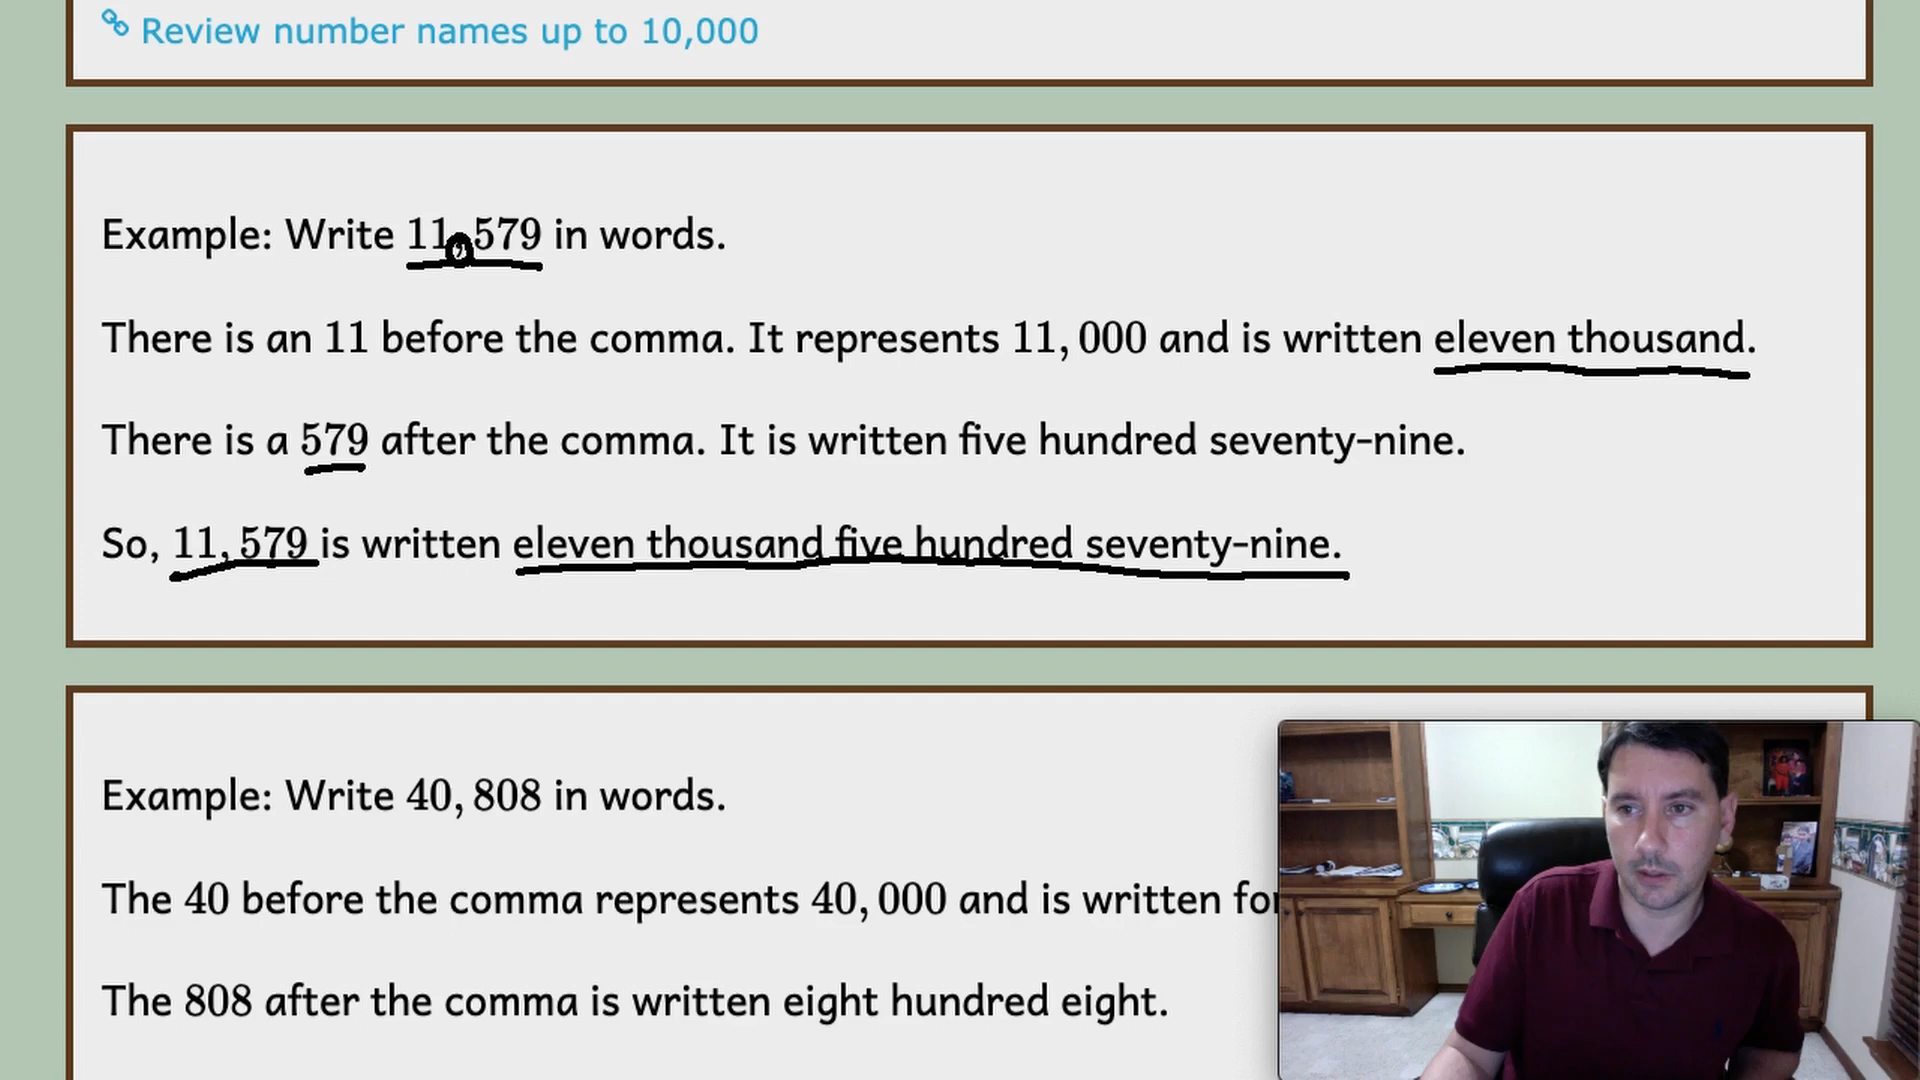 Review number names up to 10,000
Example: Write 11,579 in words.
There is an 11 before the comma. It represents 11,000 and is written eleven thousand.
There is a 579 after the comma. It is written five hundred seventy-nine.
So, 11,579 is written eleven thousand five hundred seventy-nine.
Example: Write 40,808 in words.
The 40 before the comma represents 40,000 and is written
The 808 after the comma is written eight hundred eight.